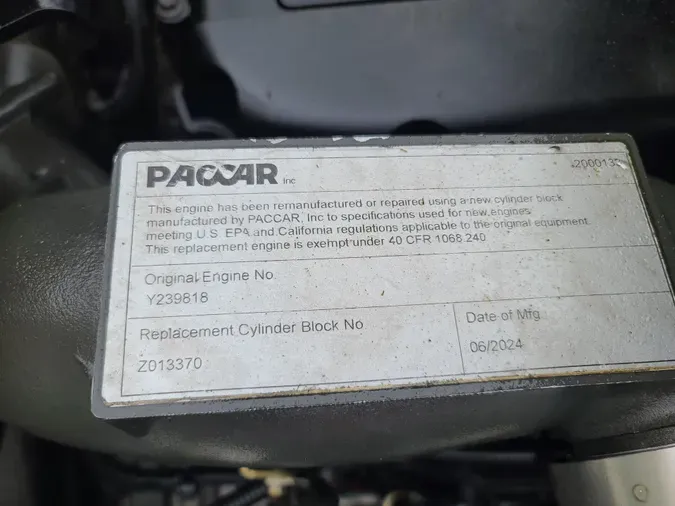 PACCAR Inc
This engine has been remanufactured or repaired using a new cylinder block
manufactured by PACCAR, Inc to specifications used for new engines
meeting U.S. EPA and California regulations applicable to the original equipment.
This replacement engine is exempt under 40 CFR 1068.240
Original Engine No
Y239818
Replacement Cylinder Block No
Z013370
Date of Mfg
06/2024